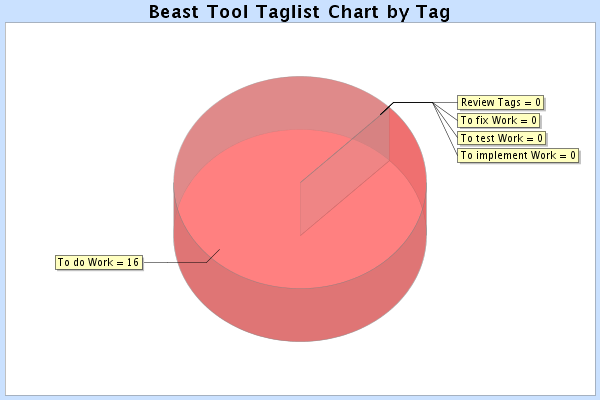 Beast Tool Taglist Chart by Tag
Review Tags = 0
To fix Work = 0
To test Work = 0
To implement Work = 0
To do Work = 16